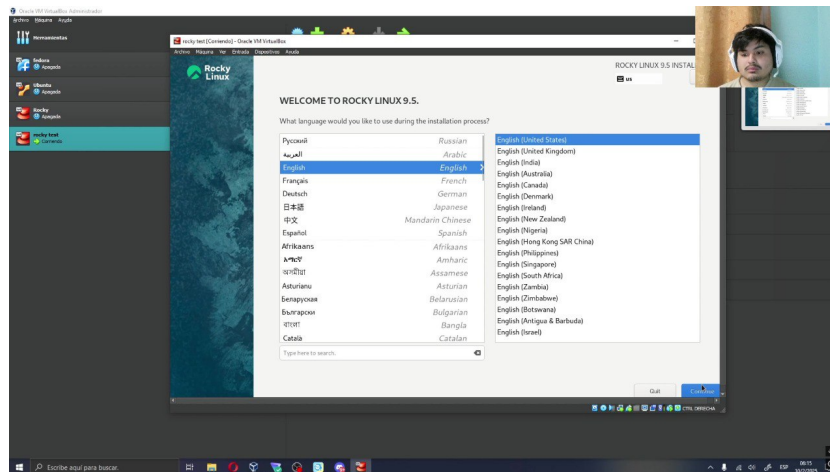 Oracle VM VirtualBox Administrador
Archivo Máquina Ayuda
Herramientas
fedora
Apagada
Ubuntu
Apagada
Rocky
Apagada
rocky test
Corriendo
rocky test [Corriendo] - Oracle VM VirtualBox
Archivo Máquina Ver Entrada Dispositivos Ayuda
Rocky
Linux
ROCKY LINUX 9.5 INSTAL
us
WELCOME TO ROCKY LINUX 9.5.
What language would you like to use during the installation process?
Русский Russian
العربية Arabic
English English
Français French
Deutsch German
日本語 Japanese
中文 Mandarin Chinese
Español Spanish
Afrikaans Afrikaans
አማርኛ Amharic
অসমীয়া Assamese
Asturianu Asturian
Беларуская Belarusian
Български Bulgarian
বাংলা Bangla
Català Catalan
Type here to search.
English (United States)
English (United Kingdom)
English (India)
English (Australia)
English (Canada)
English (Denmark)
English (Ireland)
English (New Zealand)
English (Nigeria)
English (Hong Kong SAR China)
English (Philippines)
English (Singapore)
English (South Africa)
English (Zambia)
English (Zimbabwe)
English (Botswana)
English (Antigua & Barbuda)
English (Israel)
Quit
Continue
CTRL DERECHA
Escribe aquí para buscar.
ESP
08:15
10/2/2025